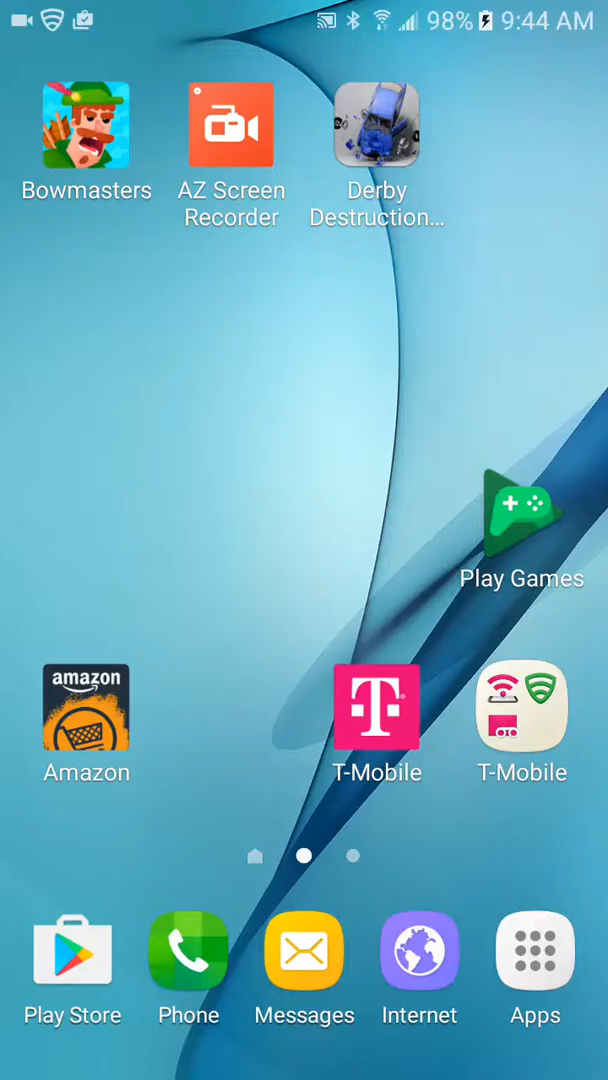 98% 9:44 AM
Bowmasters
AZ Screen
Recorder
Derby
Destruction...
Play Games
amazon
Amazon
T
T-Mobile
T-Mobile
Play Store
Phone
Messages
Internet
Apps